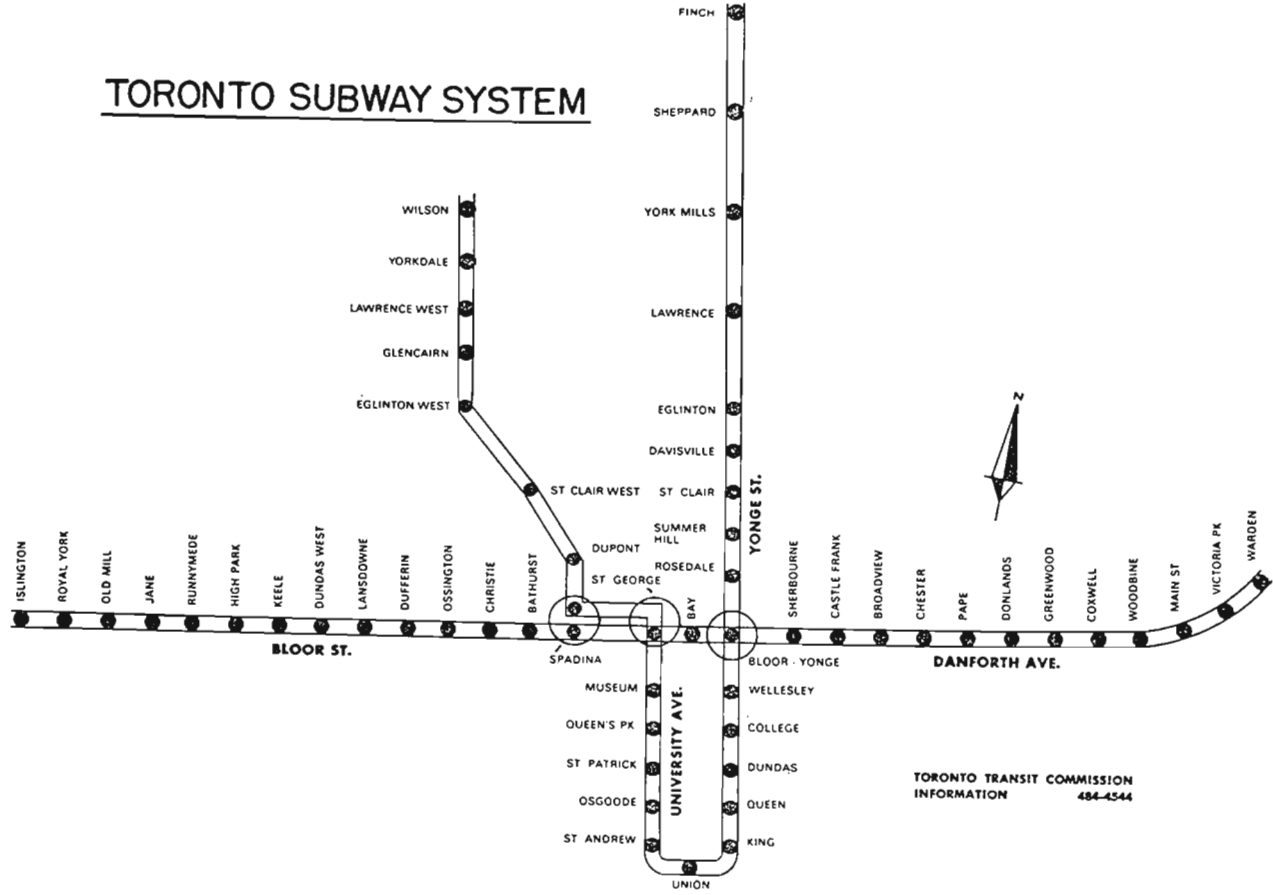 FINCH
TORONTO SUBWAY SYSTEM
SHEPPARD
WILSON
YORK MILLS
YORKDALE
LAWRENCE WEST
LAWRENCE
GLENCAIRN
EGLINTON WEST
EGLINTON
N
DAVISVILLE
ST CLAIR WEST
ST CLAIR
YONGE ST.
SUMMER
HILL
DUPONT
ROSEDALE
ST GEORGE
ISLINGTON
ROYAL YORK
OLD MILL
JANE
RUNNYMEDE
HIGH PARK
KEELE
DUNDAS WEST
LANSDOWNE
DUFFERIN
OSSINGTON
CHRISTIE
BATHURST
BAY
SHERBOURNE
CASTLE FRANK
BROADVIEW
CHESTER
PAPE
DONLANDS
GREENWOOD
COXWELL
WOODBINE
MAIN ST
VICTORIA PK
WARDEN
BLOOR ST.
SPADINA
BLOOR - YONGE
DANFORTH AVE.
MUSEUM
WELLESLEY
UNIVERSITY AVE.
QUEEN'S PK
COLLEGE
ST PATRICK
DUNDAS
OSGOODE
QUEEN
ST ANDREW
KING
UNION
TORONTO TRANSIT COMMISSION
INFORMATION 484-4544